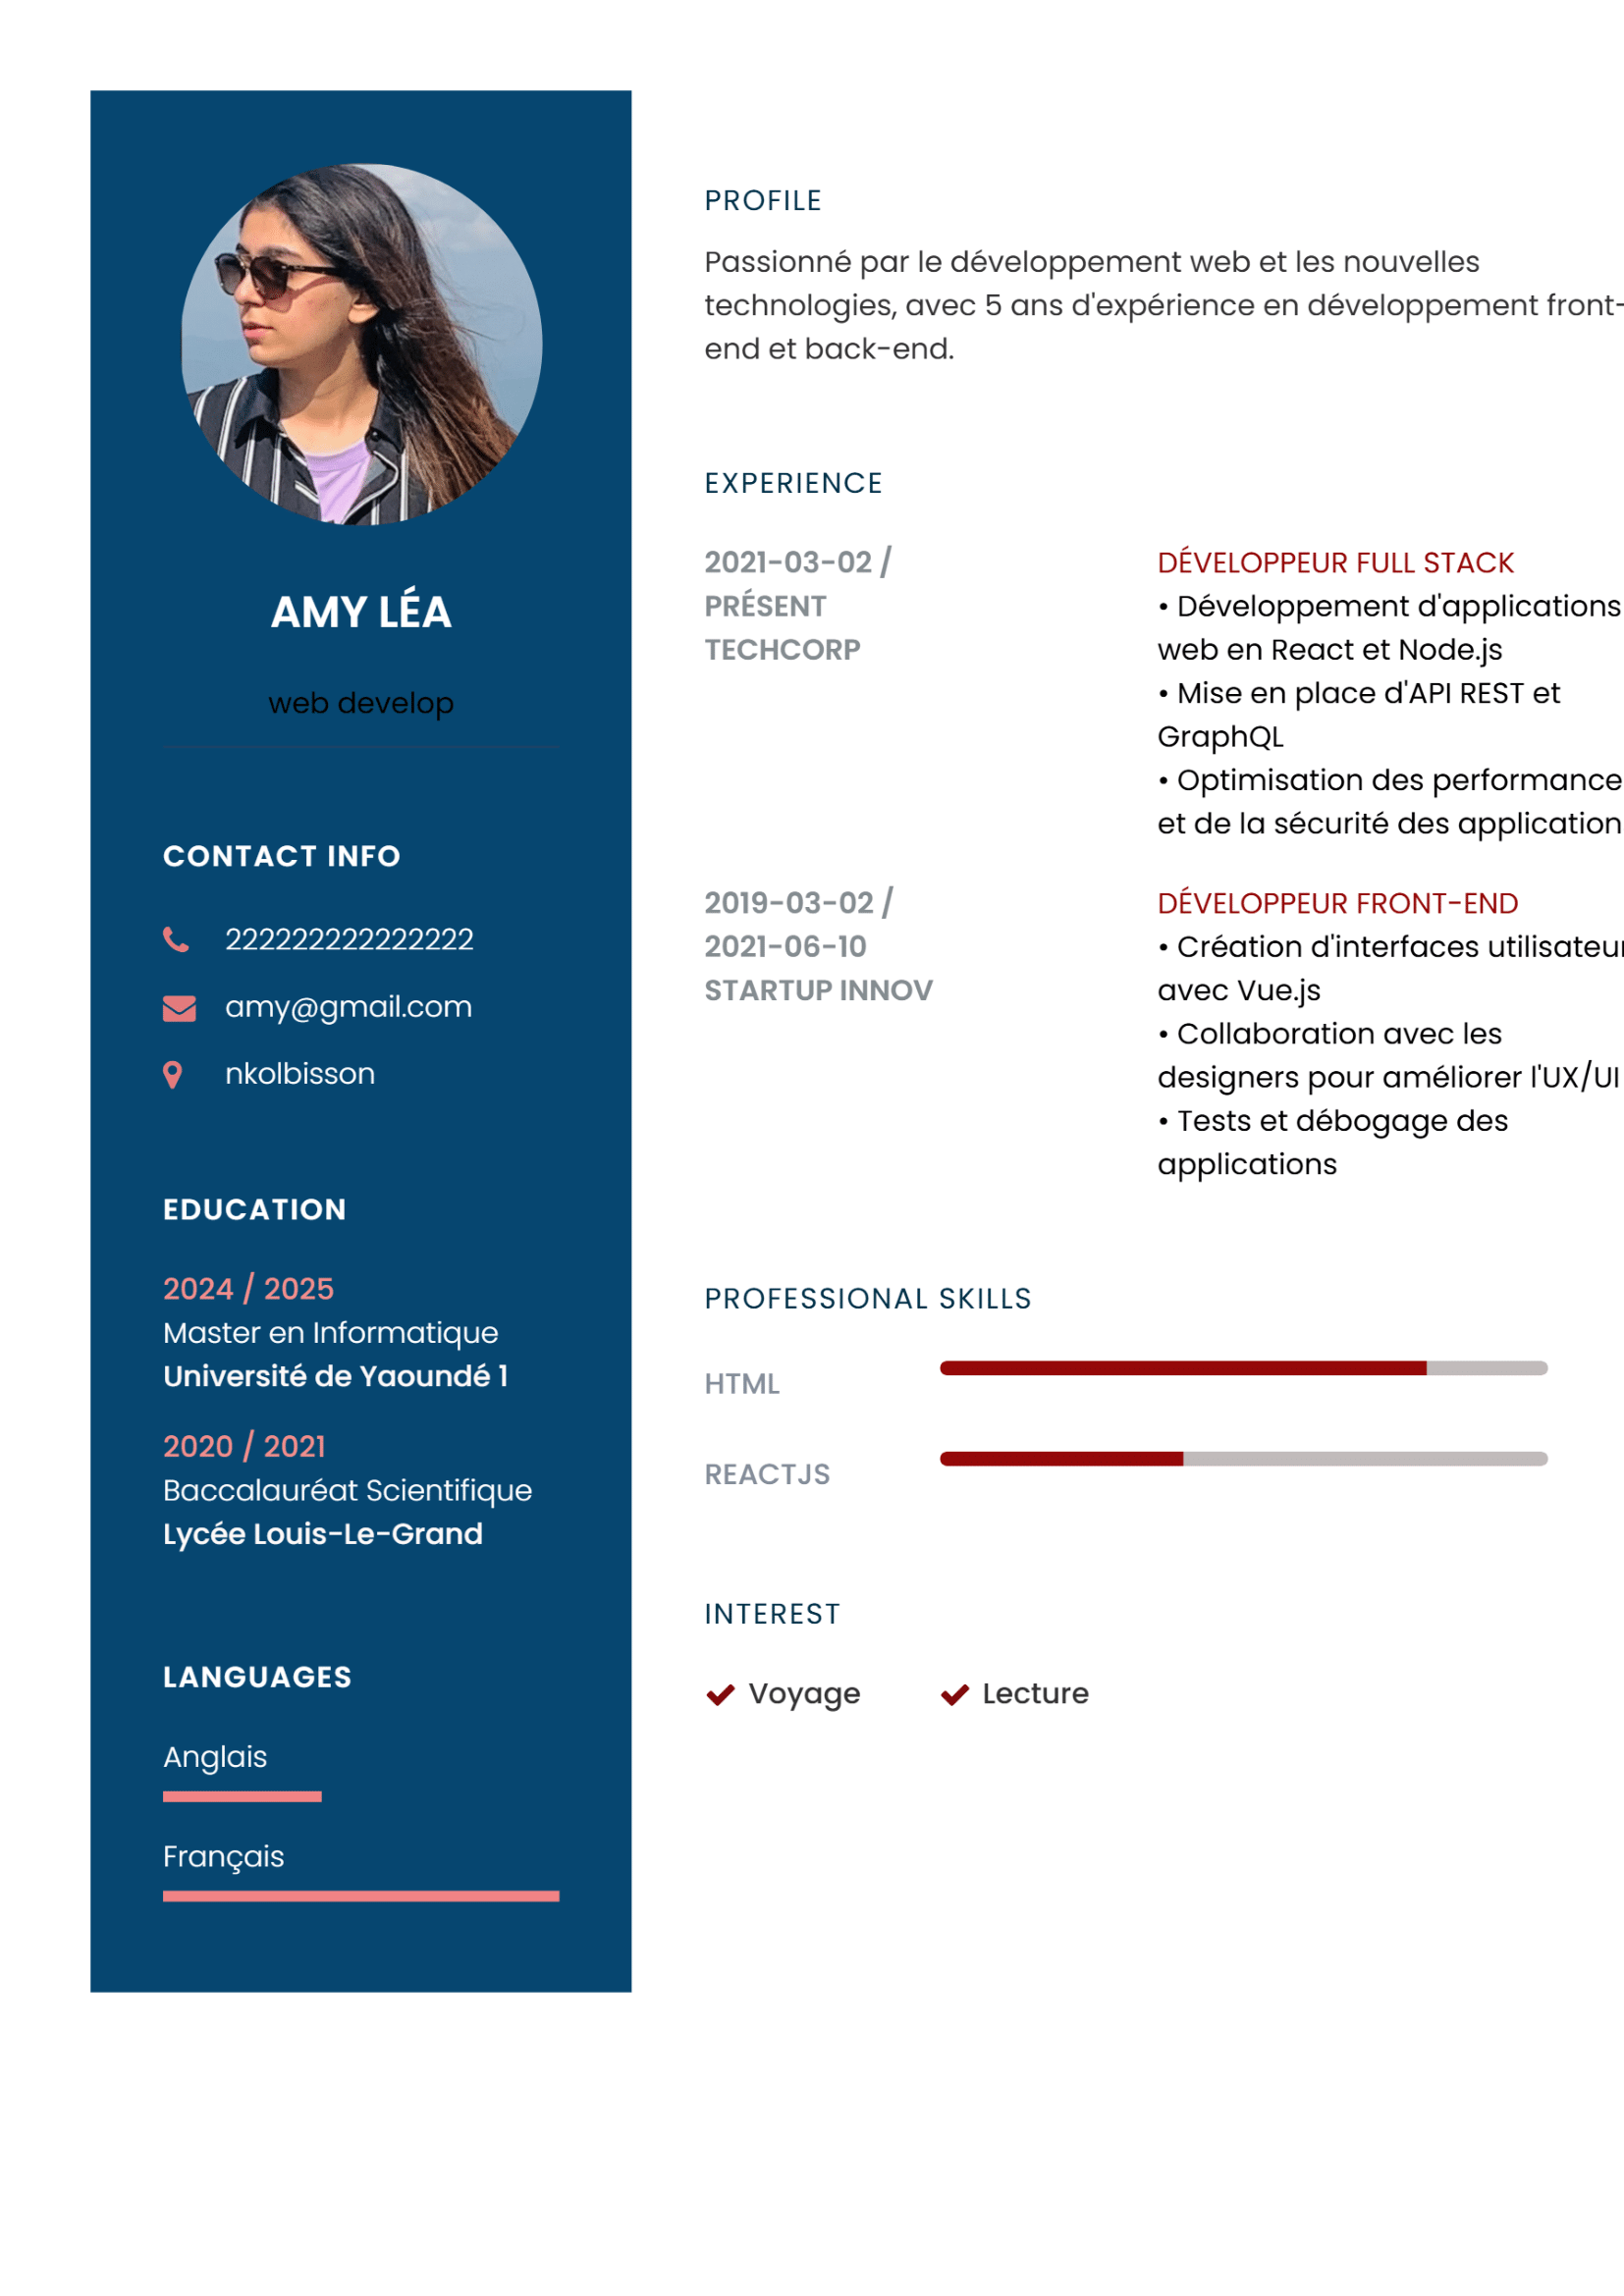 AMY LÉA
web develop
CONTACT INFO
222222222222222
amy@gmail.com
nkolbisson
EDUCATION
2024 / 2025
Master en Informatique
Université de Yaoundé 1
2020 / 2021
Baccalauréat Scientifique
Lycée Louis-Le-Grand
LANGUAGES
Anglais
Français
PROFILE
Passionné par le développement web et les nouvelles
technologies, avec 5 ans d'expérience en développement front-
end et back-end.
EXPERIENCE
2021-03-02 /
PRÉSENT
TECHCORP
DÉVELOPPEUR FULL STACK
• Développement d'applications
web en React et Node.js
• Mise en place d'API REST et
GraphQL
• Optimisation des performance
et de la sécurité des application
2019-03-02 /
2021-06-10
STARTUP INNOV
DÉVELOPPEUR FRONT-END
• Création d'interfaces utilisateur
avec Vue.js
• Collaboration avec les
designers pour améliorer l'UX/UI
• Tests et débogage des
applications
PROFESSIONAL SKILLS
HTML
REACTJS
INTEREST
Voyage
Lecture